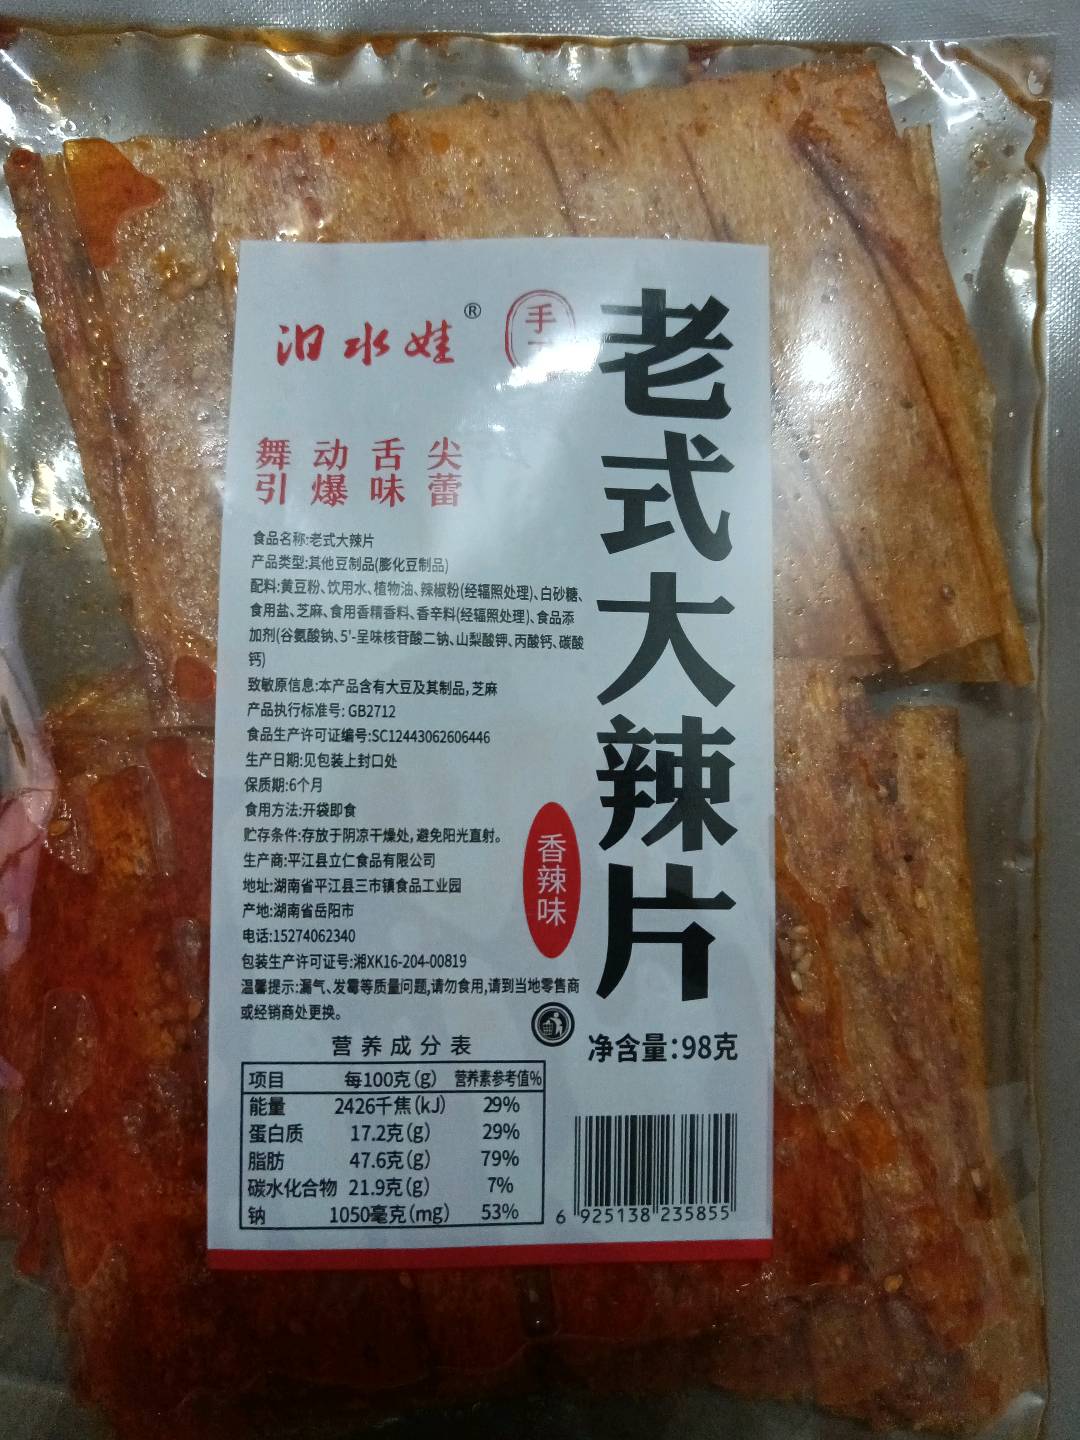 汨水娃®
手
老式大辣片
舞动舌尖
引爆味蕾
食品名称:老式大辣片
产品类型:其他豆制品(膨化豆制品)
配料:黄豆粉、饮用水、植物油、辣椒粉(经辐照处理)、白砂糖、
食用盐、芝麻、食用香精香料、香辛料(经辐照处理)、食品添
加剂(谷氨酸钠、5'-呈味核苷酸二钠、山梨酸钾、丙酸钙、碳酸
钙)
致敏原信息:本产品含有大豆及其制品,芝麻
产品执行标准号: GB2712
食品生产许可证编号:SC12443062606446
生产日期:见包装上封口处
保质期:6个月
食用方法:开袋即食
贮存条件:存放于阴凉干燥处,避免阳光直射。
生产商:平江县立仁食品有限公司
地址:湖南省平江县三市镇食品工业园
产地:湖南省岳阳市
电话:15274062340
包装生产许可证号:湘XK16-204-00819
温馨提示:漏气、发霉等质量问题,请勿食用,请到当地零售商
或经销商处更换。
香辣味
净含量:98克
营养成分表
项目 每100克(g) 营养素参考值%
能量 2426千焦(kJ) 29%
蛋白质 17.2克(g) 29%
脂肪 47.6克(g) 79%
碳水化合物 21.9克(g) 7%
钠 1050毫克(mg) 53%
6 925138 235855